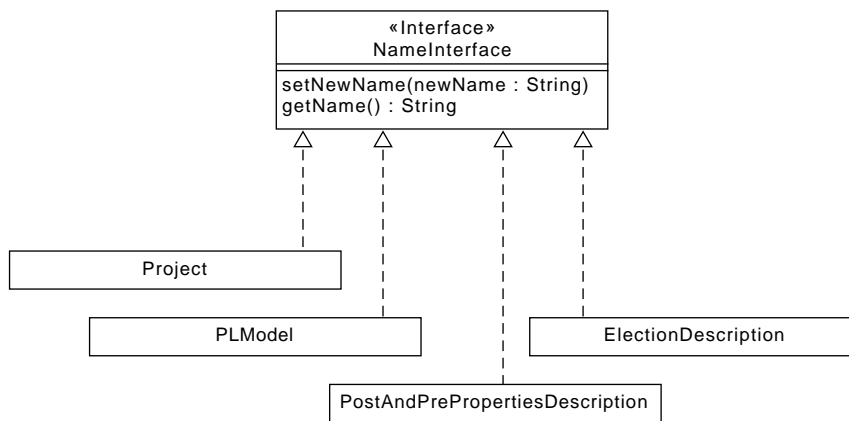 «Interface»
NameInterface
setNewName(newName : String)
getName() : String
Project
PLModel
ElectionDescription
PostAndPrePropertiesDescription